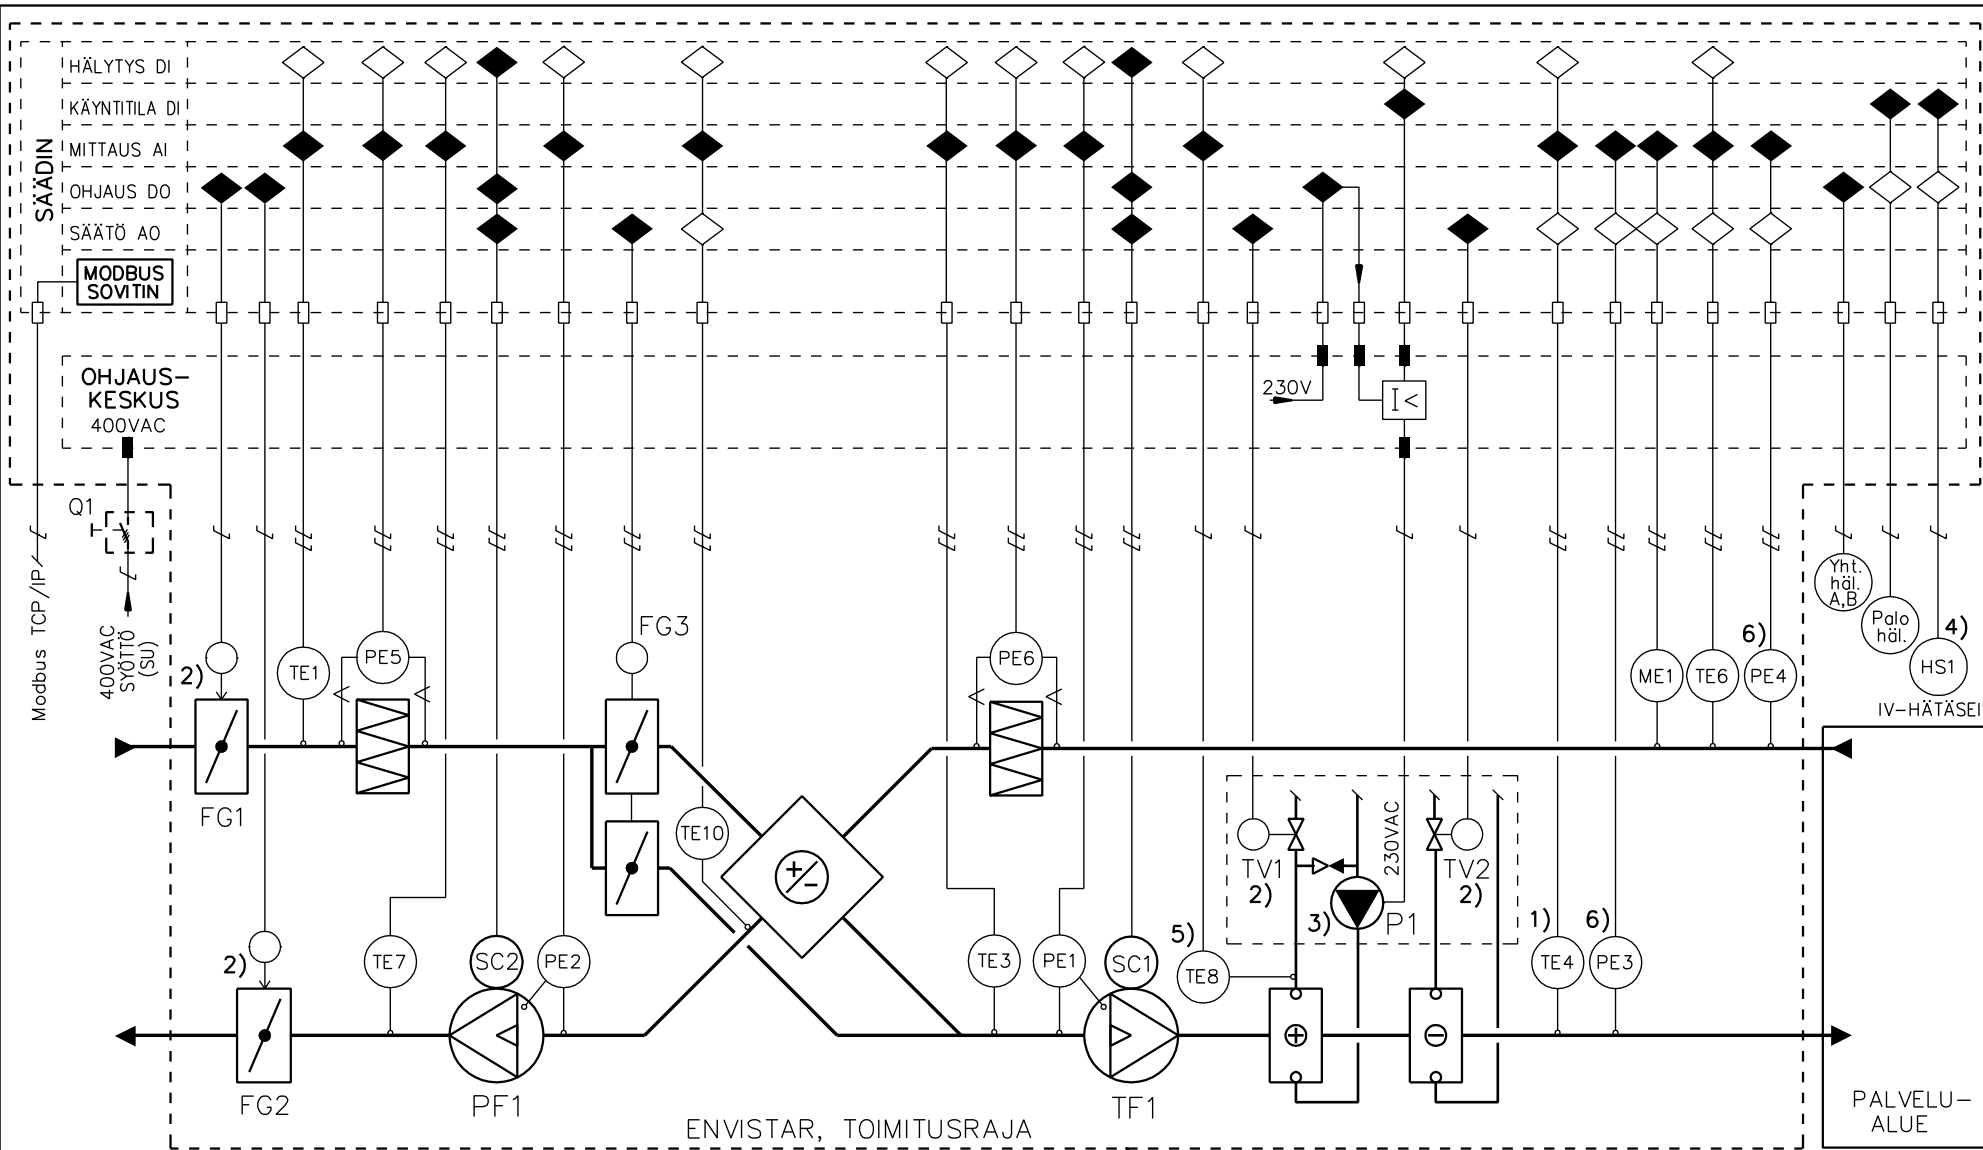 SÄÄDIN
HÄLYTYS DI
KÄYNTITILA DI
MITTAUS AI
OHJAUS DO
SÄÄTÖ AO
MODBUS
SOVITIN
OHJAUS-
KESKUS
400VAC
230V
I<
Q1
Modbus TCP/IP
400VAC
SYÖTTÖ
(SU)
Yht.
häl.
A,B
Palo
häl.
4)
HS1
IV-HÄTÄSEI
FG3
6)
2)
TE1
PE5
PE6
ME1
TE6
PE4
FG1
TE10
+/-
TV1
2)
230VAC
TV2
2)
3)
P1
1)
6)
5)
2)
TE7
SC2
PE2
TE3
PE1
SC1
TE8
TE4
PE3
+
-
FG2
PF1
TF1
ENVISTAR, TOIMITUSRAJA
PALVELU-
ALUE